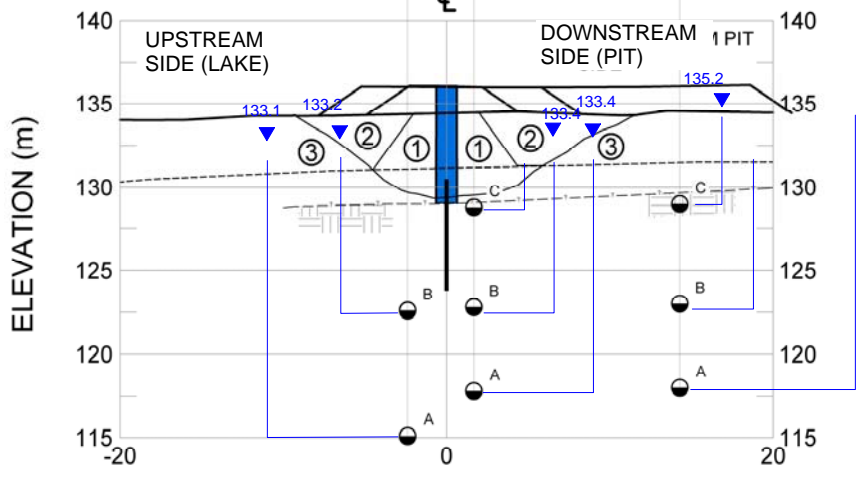 ℄
140
140
UPSTREAM
SIDE (LAKE)
DOWNSTREAM
SIDE (PIT)
PIT
135
135
133.1
133.2
133.4
133.4
135.2
③
②
①
①
②
③
ELEVATION (m)
130
130
C
C
125
125
B
B
B
120
120
A
A
A
115
115
-20
0
20